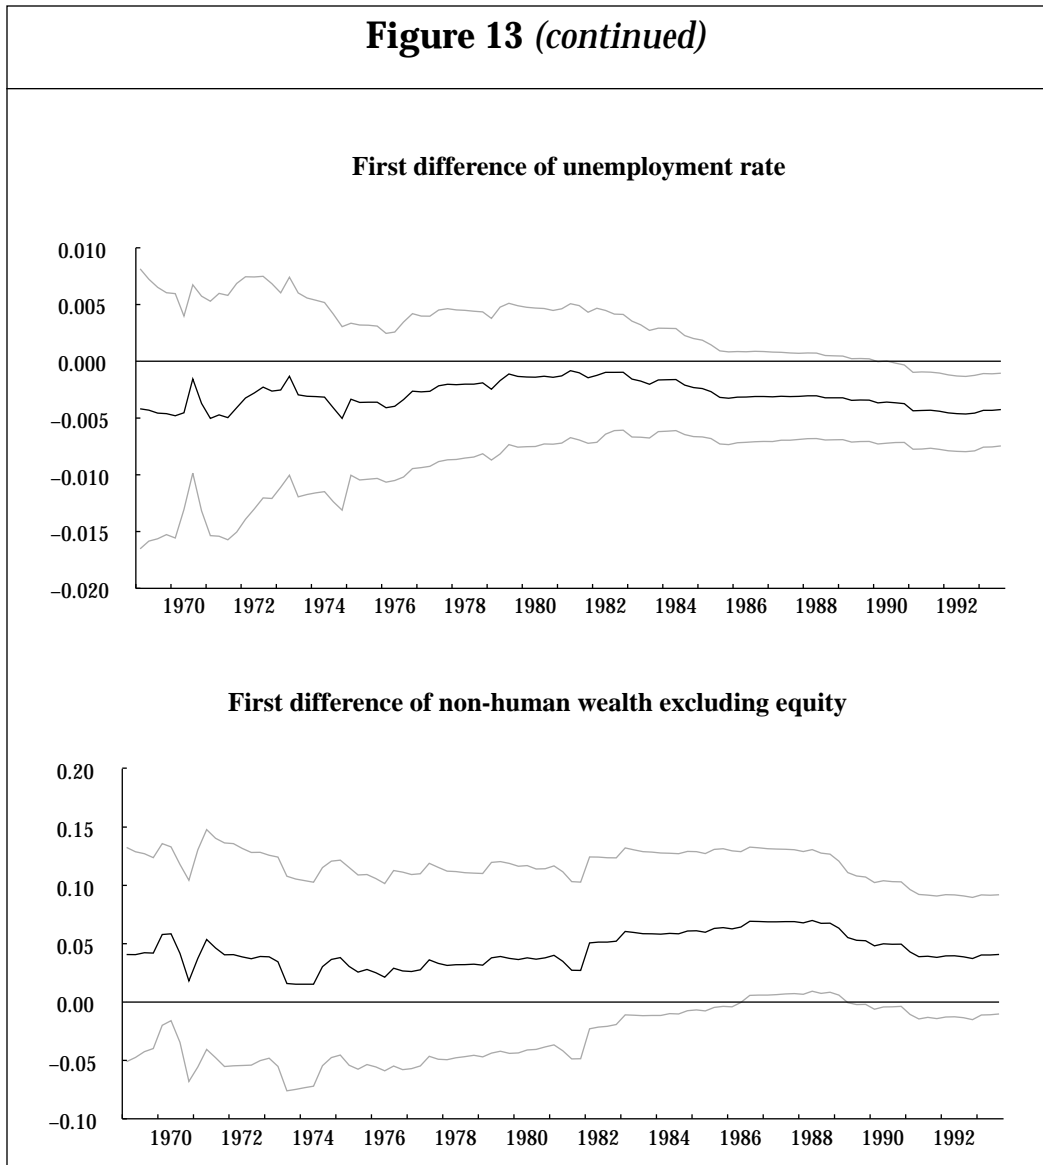 Figure 13 (continued)
First difference of unemployment rate
0.010
0.005
0.000
−0.005
−0.010
−0.015
−0.020
1970 1972 1974 1976 1978 1980 1982 1984 1986 1988 1990 1992
First difference of non-human wealth excluding equity
0.20
0.15
0.10
0.05
0.00
−0.05
−0.10
1970 1972 1974 1976 1978 1980 1982 1984 1986 1988 1990 1992